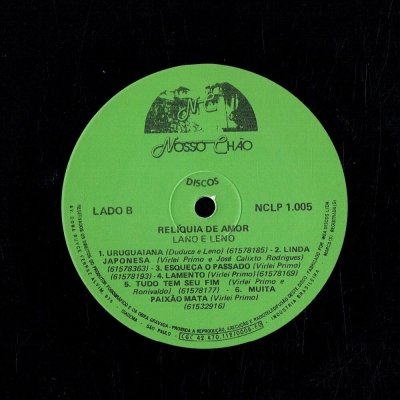 N C
Nosso Chão
DISCOS
LADO B
NCLP 1.005
RELÍQUIA DE AMOR
LANO E LENO
1. URUGUAIANA (Duduca e Leno) (61578185) - 2. LINDA
JAPONESA (Virlei Primo e José Calixto Rodrigues)
(61578363) - 3. ESQUEÇA O PASSADO (Virlei Primo)
(61578193) - 4. LAMENTO (Virlei Primo) (61578169)
5. TUDO TEM SEU FIM (Virlei Primo e
Ronivaldo) (61578177) - 6. MUITA
PAIXÃO MATA (Virlei Primo)
(61532916)
INDÚSTRIA BRASILEIRA
SÃO PAULO